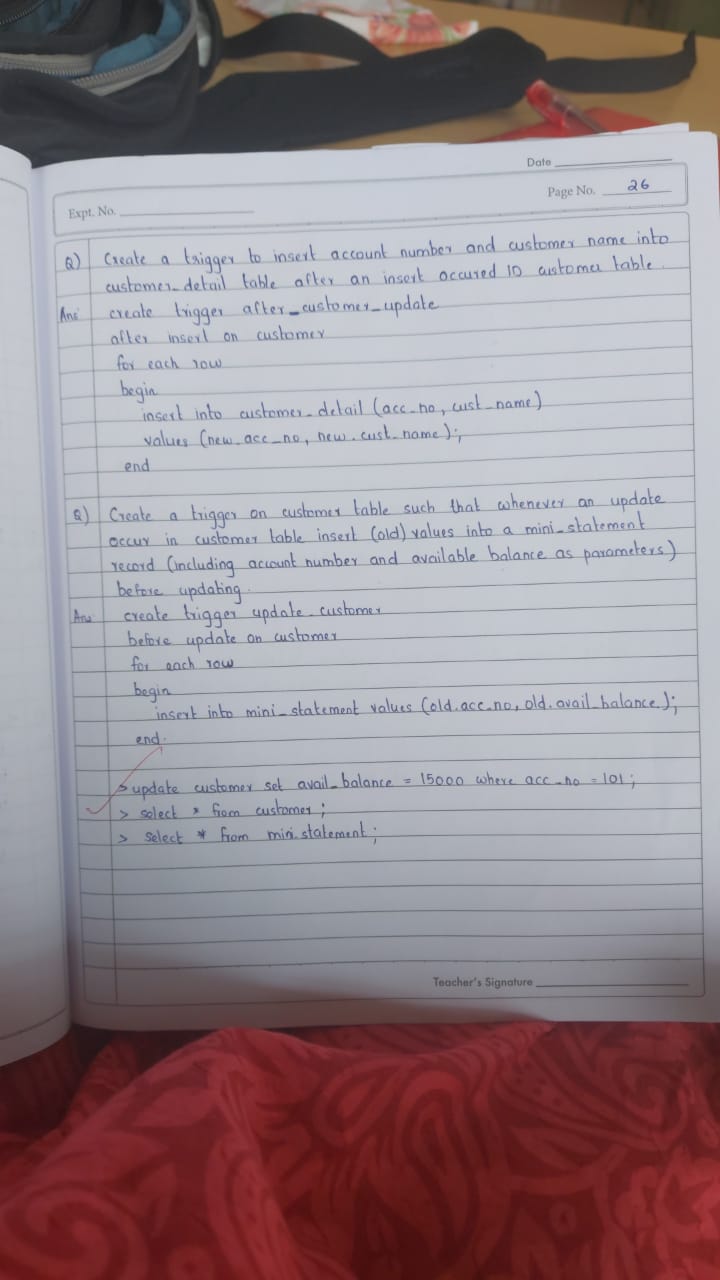 Date
Expt. No.
Page No. 26
Q) Create a trigger to insert account number and customer name into
customer_detail table after an insert accured 10 customer table.
Ans create trigger after_customer_update
after insert on customer
for each row
begin
insert into customer_detail (acc_no, cust_name)
values (new.acc_no, new.cust_name);
end
Q) Create a trigger on customer table such that whenever an update
occur in customer table insert (old) values into a mini_statement
record (including account number and available balance as parameters)
before updating.
Ans create trigger update_customer
before update on customer
for each row
begin
insert into mini_statement values (old.acc.no, old.avail_balance);
end.
> update customer set avail_balance = 15000 where acc_no = 101;
> select * from customer;
> Select * from mini_statement;
Teacher's Signature